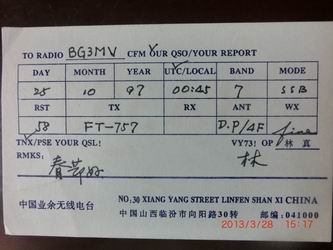 TO RADIO BG3MV CFM OUR QSO/YOUR REPORT
DAY MONTH YEAR UTC/LOCAL BAND MODE
25 10 97 00:45 7 SSB
RST TX RX ANT WX
58 FT-757 D.P/4F fine
TNX/PSE YOUR QSL! VY73! OP 林 真
RMKS: 春节好 林
中国业余无线电台 NO:30 XIANG YANG STREET LINFEN SHAN XI CHINA
中国山西临汾市向阳路30转 邮编:041000
2013/3/28 15:17